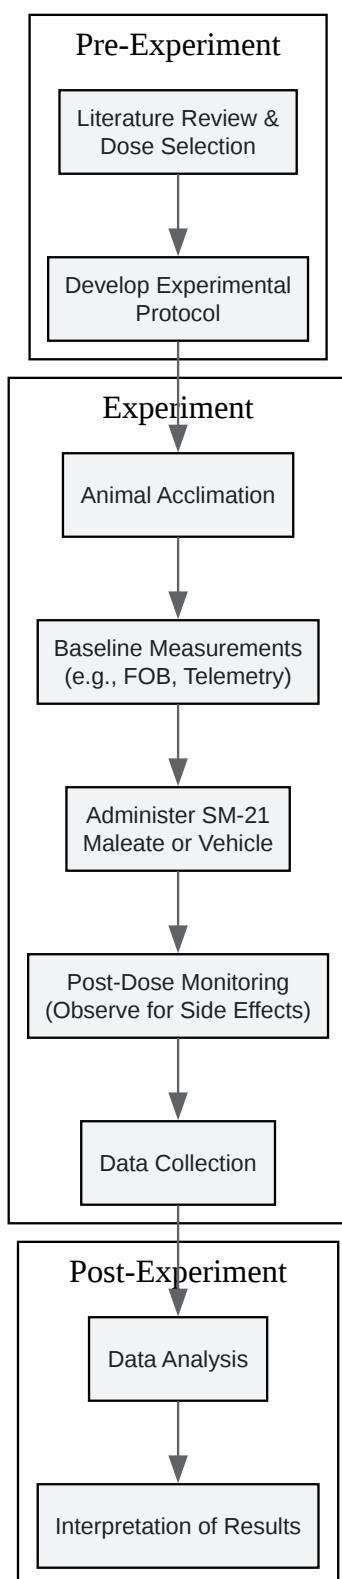 Pre-Experiment
Literature Review &
Dose Selection
Develop Experimental
Protocol
Experiment
Animal Acclimation
Baseline Measurements
(e.g., FOB, Telemetry)
Administer SM-21
Maleate or Vehicle
Post-Dose Monitoring
(Observe for Side Effects)
Data Collection
Post-Experiment
Data Analysis
Interpretation of Results